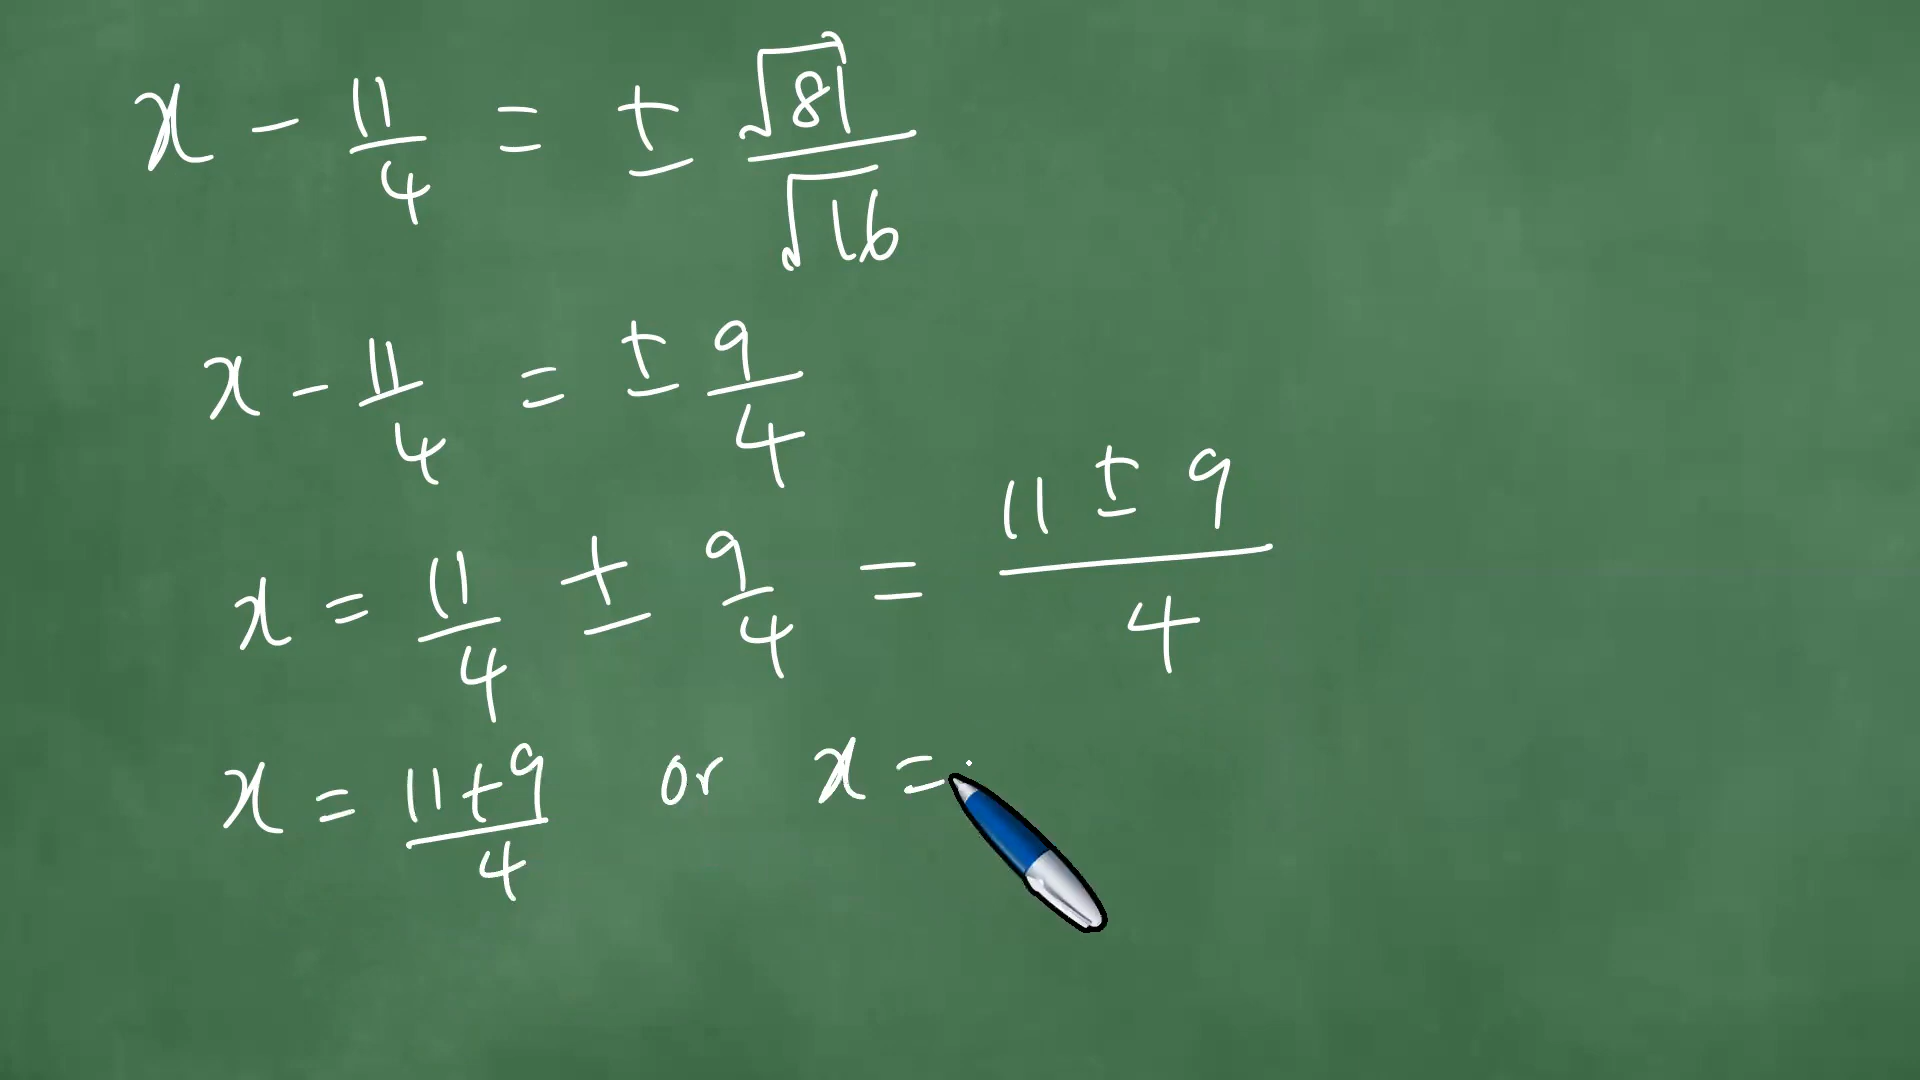 x - 11/4 = ± √81/√16
x - 11/4 = ± 9/4
x = 11/4 ± 9/4 = (11 ± 9)/4
x = (11+9)/4 or x =